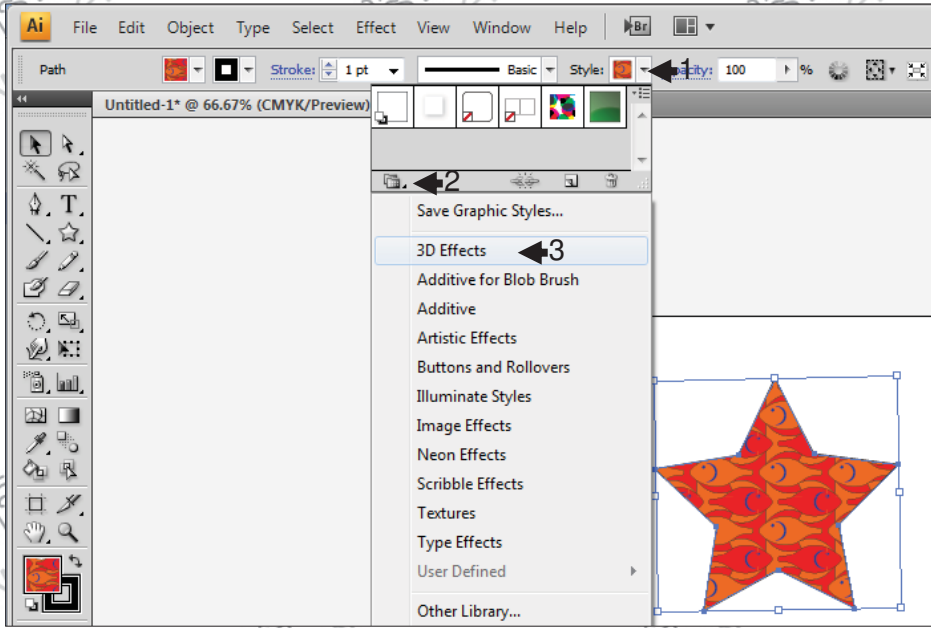 Ai File Edit Object Type Select Effect View Window Help Br
Path Stroke: 1 pt Basic Style: 1 Opacity: 100 %
Untitled-1* @ 66.67% (CMYK/Preview)
2
Save Graphic Styles...
3D Effects 3
Additive for Blob Brush
Additive
Artistic Effects
Buttons and Rollovers
Illuminate Styles
Image Effects
Neon Effects
Scribble Effects
Textures
Type Effects
User Defined
Other Library...